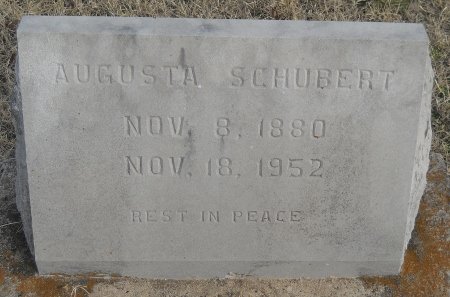 AUGUSTA SCHUBERT
NOV. 8, 1880
NOV. 18, 1952
REST IN PEACE